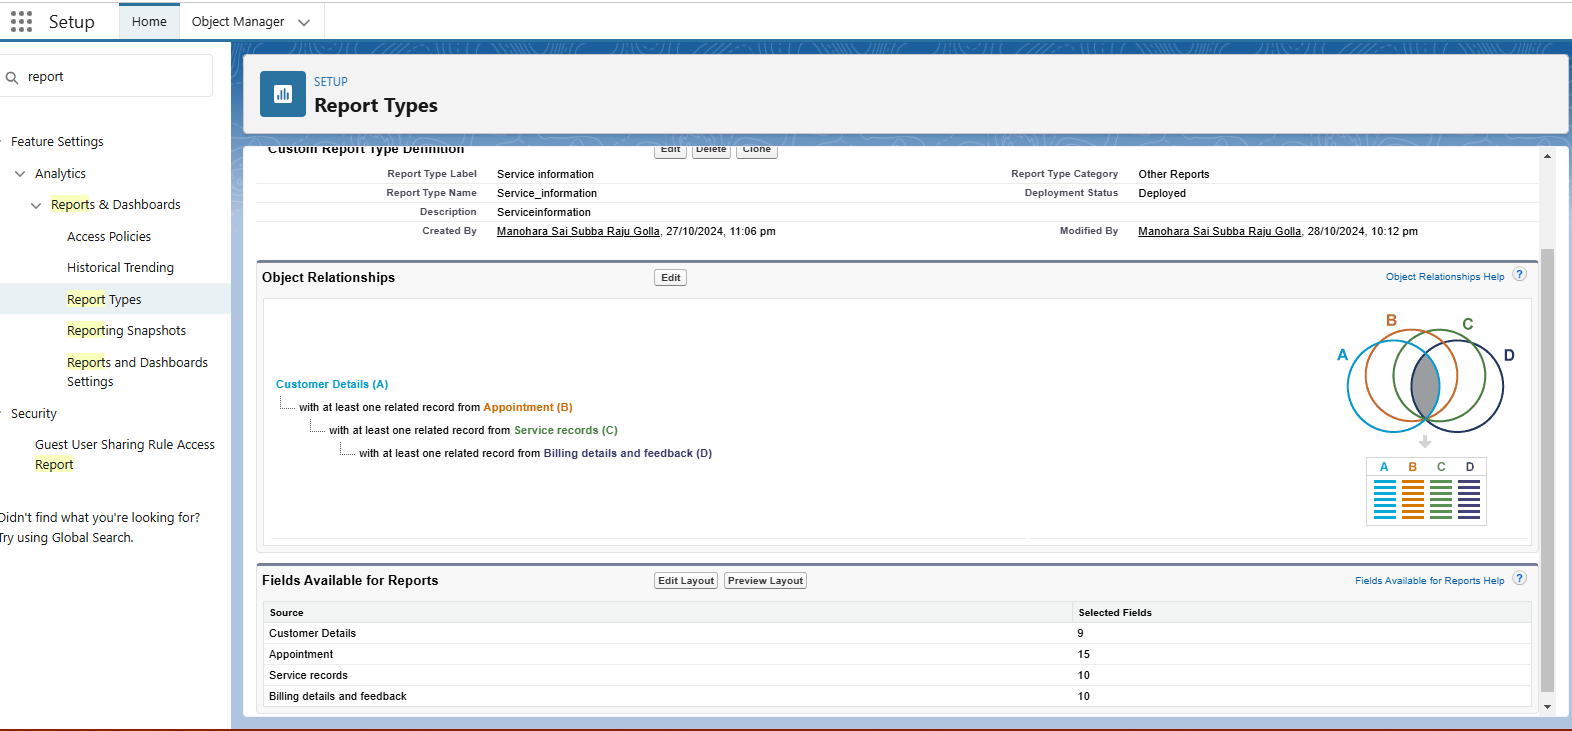 Setup Home Object Manager
report
SETUP
Report Types
Feature Settings
Analytics
Reports & Dashboards
Access Policies
Historical Trending
Report Types
Reporting Snapshots
Reports and Dashboards
Settings
Security
Guest User Sharing Rule Access
Report
Didn't find what you're looking for?
Try using Global Search.
Custom Report Type Definition Edit Delete Clone
Report Type Label Service information Report Type Category Other Reports
Report Type Name Service_information Deployment Status Deployed
Description Serviceinformation
Created By Manohara Sai Subba Raju Golla, 27/10/2024, 11:06 pm Modified By Manohara Sai Subba Raju Golla, 28/10/2024, 10:12 pm
Object Relationships Edit Object Relationships Help ?
Customer Details (A)
with at least one related record from Appointment (B)
with at least one related record from Service records (C)
with at least one related record from Billing details and feedback (D)
B C
A D
A B C D
Fields Available for Reports Edit Layout Preview Layout Fields Available for Reports Help ?
Source Selected Fields
Customer Details 9
Appointment 15
Service records 10
Billing details and feedback 10